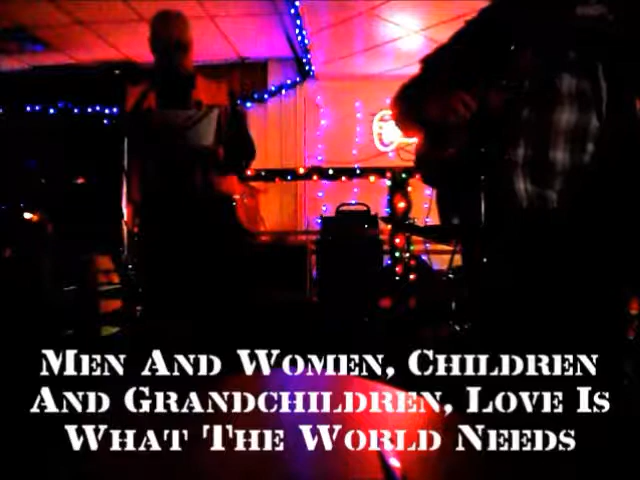 Men And Women, Children
And Grandchildren, Love Is
What The World Needs